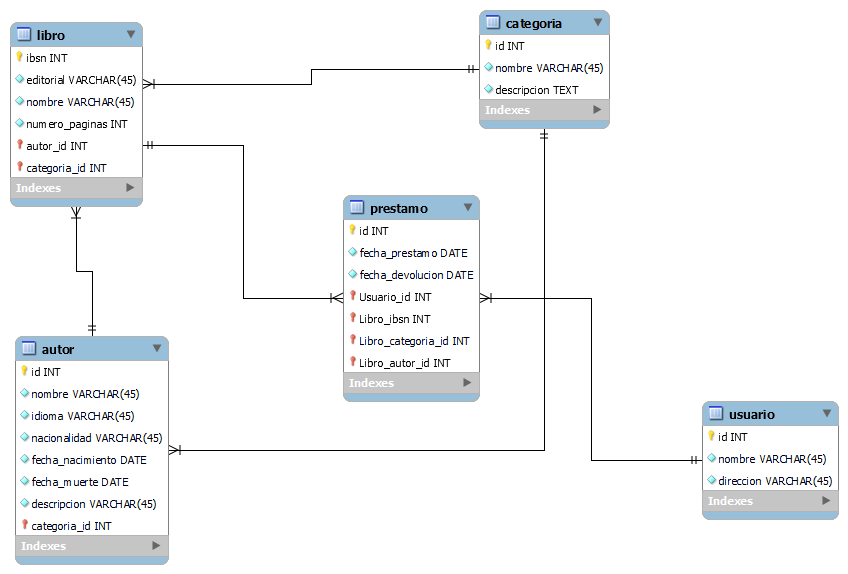 libro
ibsn INT
editorial VARCHAR(45)
nombre VARCHAR(45)
numero_paginas INT
autor_id INT
categoria_id INT
Indexes
categoria
id INT
nombre VARCHAR(45)
descripcion TEXT
Indexes
prestamo
id INT
fecha_prestamo DATE
fecha_devolucion DATE
Usuario_id INT
Libro_ibsn INT
Libro_categoria_id INT
Libro_autor_id INT
Indexes
autor
id INT
nombre VARCHAR(45)
idioma VARCHAR(45)
nacionalidad VARCHAR(45)
fecha_nacimiento DATE
fecha_muerte DATE
descripcion VARCHAR(45)
categoria_id INT
Indexes
usuario
id INT
nombre VARCHAR(45)
direccion VARCHAR(45)
Indexes